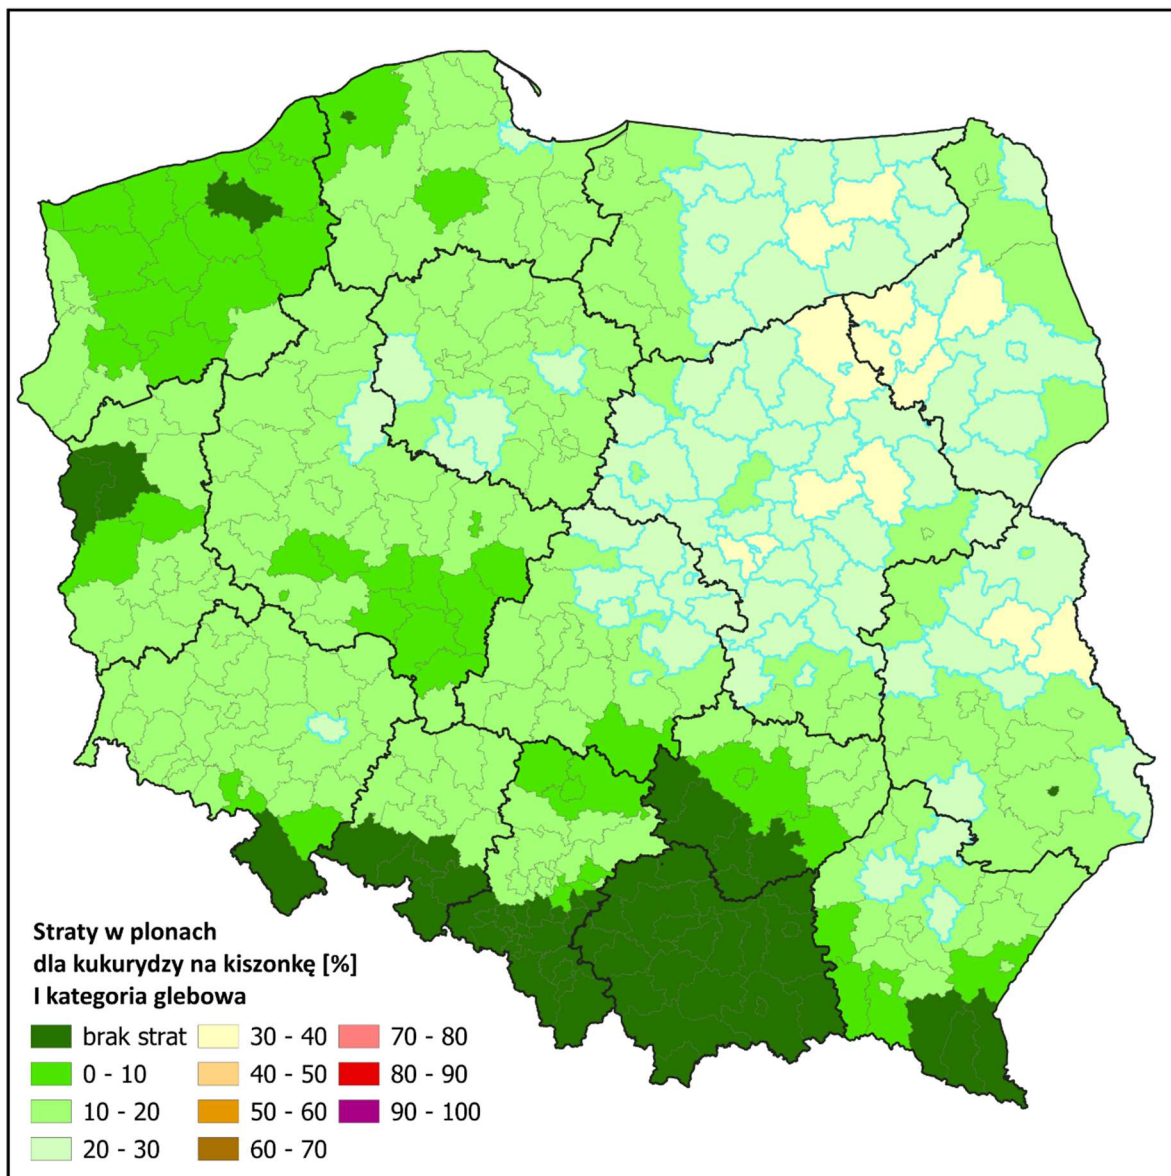 Straty w plonach
dla kukurydzy na kiszonkę [%]
I kategoria glebowa
brak strat
0 - 10
10 - 20
20 - 30
30 - 40
40 - 50
50 - 60
60 - 70
70 - 80
80 - 90
90 - 100